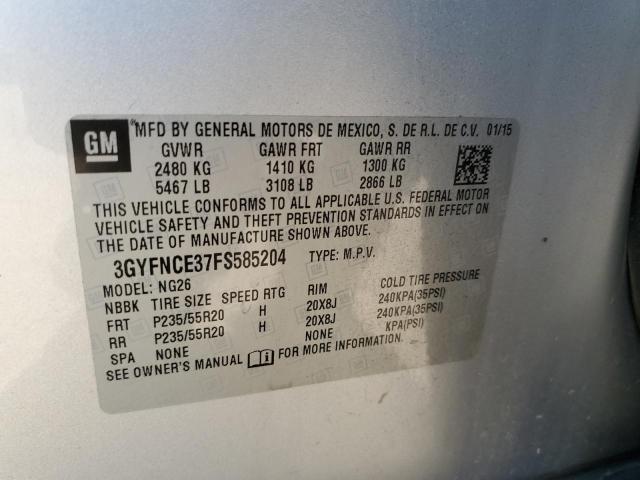 GM
MFD BY GENERAL MOTORS DE MEXICO, S. DE R.L. DE C.V. 01/15
GVWR GAWR FRT GAWR RR
2480 KG 1410 KG 1300 KG
5467 LB 3108 LB 2866 LB
THIS VEHICLE CONFORMS TO ALL APPLICABLE U.S. FEDERAL MOTOR
VEHICLE SAFETY AND THEFT PREVENTION STANDARDS IN EFFECT ON
THE DATE OF MANUFACTURE SHOWN ABOVE.
3GYFNCE37FS585204 TYPE: M.P.V.
MODEL: NG26
NBBK TIRE SIZE SPEED RTG RIM COLD TIRE PRESSURE
FRT P235/55R20 H 20X8J 240KPA(35PSI)
RR P235/55R20 H 20X8J 240KPA(35PSI)
SPA NONE NONE KPA(PSI)
SEE OWNER'S MANUAL FOR MORE INFORMATION.